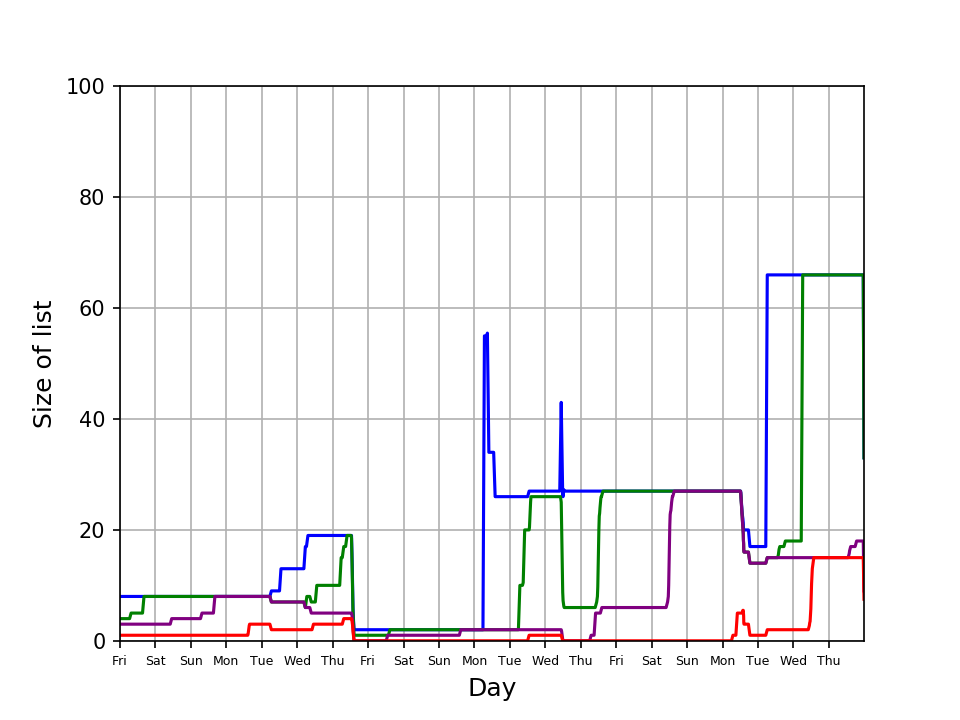 100
80
60
40
20
0
Size of list
Fri Sat Sun Mon Tue Wed Thu Fri Sat Sun Mon Tue Wed Thu Fri Sat Sun Mon Tue Wed Thu
Day